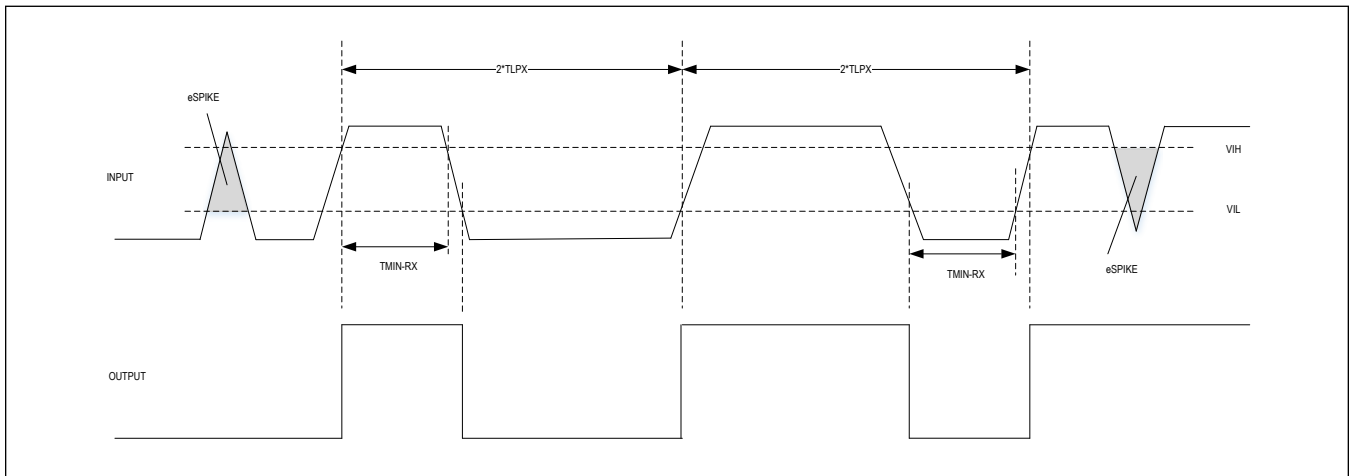 2*TLPX
2*TLPX
eSPIKE
VIH
INPUT
VIL
TMIN-RX
TMIN-RX
eSPIKE
OUTPUT